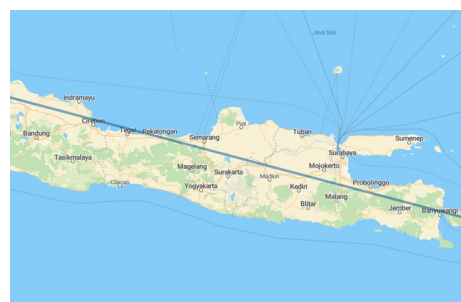 Java Sea
Indramayu
Cirebon
Bandung
Tegal
Pekalongan
Semarang
Pati
Tuban
Sumenep
Surabaya
Tasikmalaya
Magelang
Surakarta
Madiun
Mojokerto
Cilacap
Yogyakarta
Kediri
Probolinggo
Malang
Blitar
Jember
Banyuwangi